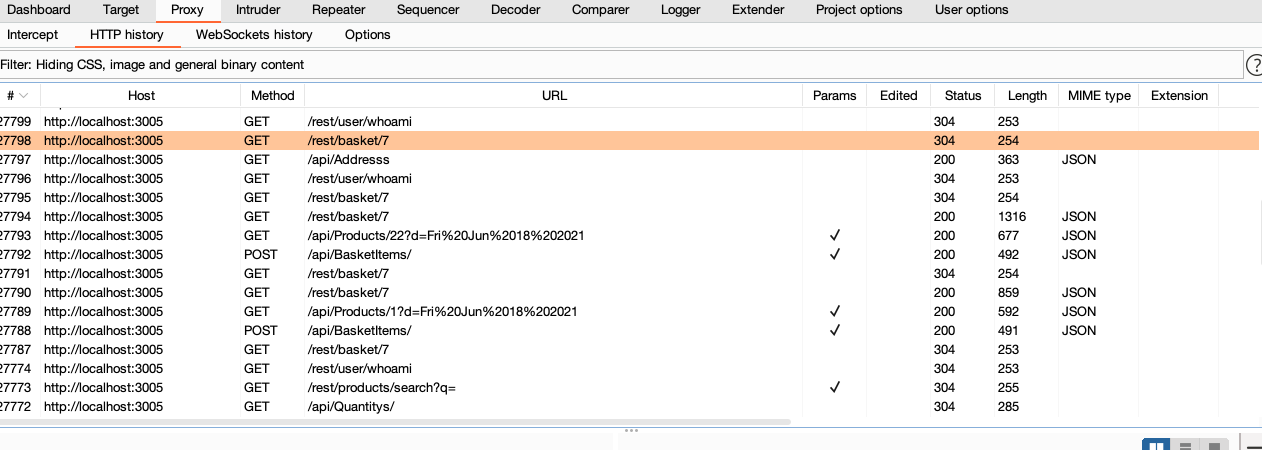 Dashboard Target Proxy Intruder Repeater Sequencer Decoder Comparer Logger Extender Project options User options
Intercept HTTP history WebSockets history Options
Filter: Hiding CSS, image and general binary content ?
# Host Method URL Params Edited Status Length MIME type Extension
27799 http://localhost:3005 GET /rest/user/whoami 304 253
27798 http://localhost:3005 GET /rest/basket/7 304 254
27797 http://localhost:3005 GET /api/Addresss 200 363 JSON
27796 http://localhost:3005 GET /rest/user/whoami 304 253
27795 http://localhost:3005 GET /rest/basket/7 304 254
27794 http://localhost:3005 GET /rest/basket/7 200 1316 JSON
27793 http://localhost:3005 GET /api/Products/22?d=Fri%20Jun%2018%202021 ✓ 200 677 JSON
27792 http://localhost:3005 POST /api/BasketItems/ ✓ 200 492 JSON
27791 http://localhost:3005 GET /rest/basket/7 304 254
27790 http://localhost:3005 GET /rest/basket/7 200 859 JSON
27789 http://localhost:3005 GET /api/Products/1?d=Fri%20Jun%2018%202021 ✓ 200 592 JSON
27788 http://localhost:3005 POST /api/BasketItems/ ✓ 200 491 JSON
27787 http://localhost:3005 GET /rest/basket/7 304 253
27774 http://localhost:3005 GET /rest/user/whoami 304 253
27773 http://localhost:3005 GET /rest/products/search?q= ✓ 304 255
27772 http://localhost:3005 GET /api/Quantitys/ 304 285